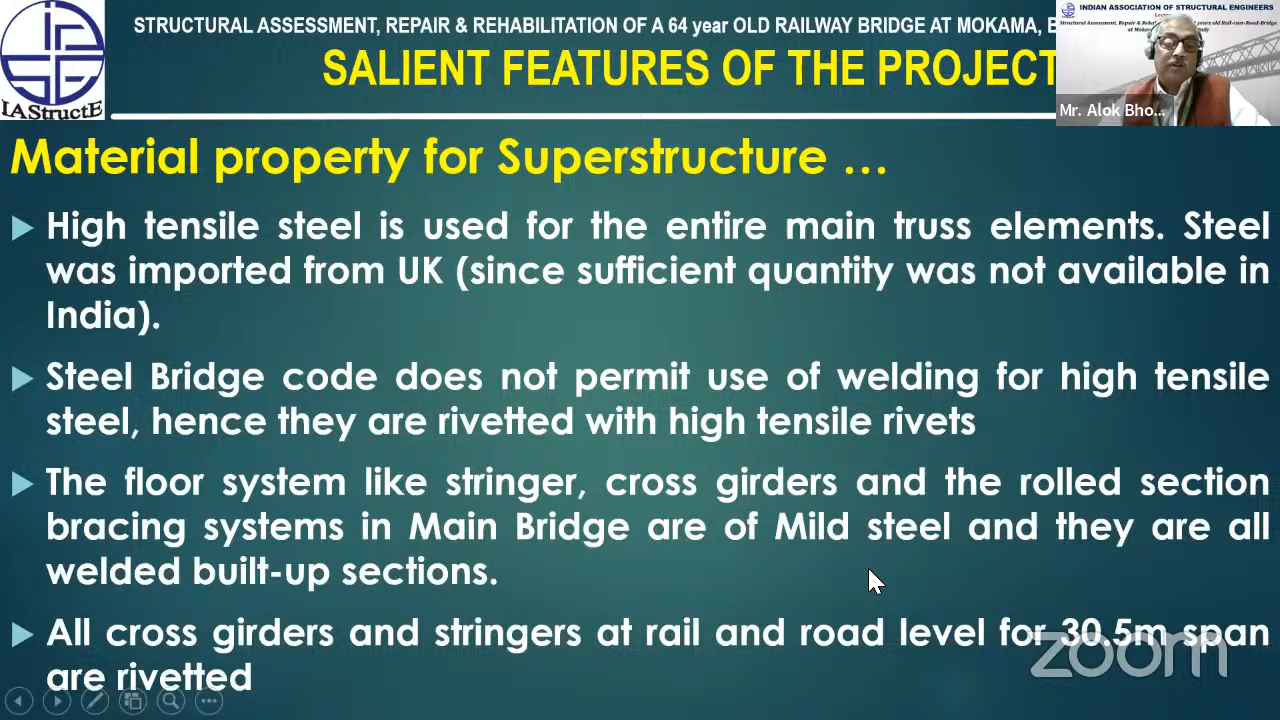 STRUCTURAL ASSESSMENT, REPAIR & REHABILITATION OF A 64 year OLD RAILWAY BRIDGE AT MOKAMA, B
SALIENT FEATURES OF THE PROJECT
IAStructE
INDIAN ASSOCIATION OF STRUCTURAL ENGINEERS
Mr. Alok Bho...
Material property for Superstructure ...
High tensile steel is used for the entire main truss elements. Steel
was imported from UK (since sufficient quantity was not available in
India).
Steel Bridge code does not permit use of welding for high tensile
steel, hence they are rivetted with high tensile rivets
The floor system like stringer, cross girders and the rolled section
bracing systems in Main Bridge are of Mild steel and they are all
welded built-up sections.
All cross girders and stringers at rail and road level for 30.5m span
are rivetted
zoom